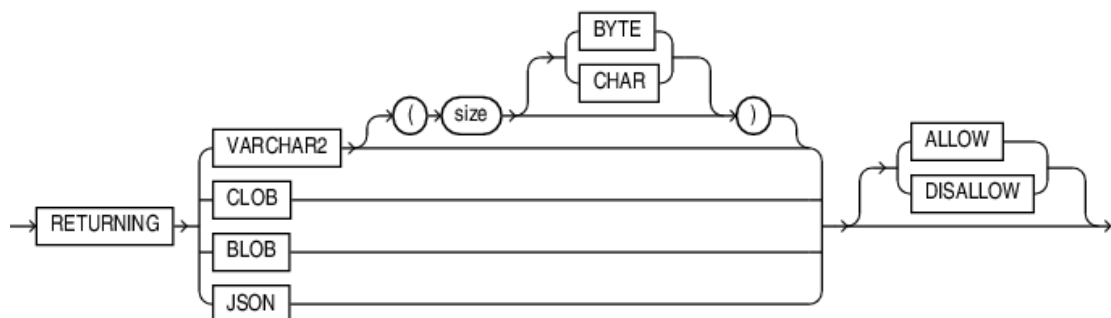 BYTE
CHAR
( size )
VARCHAR2
ALLOW
DISALLOW
CLOB
RETURNING
BLOB
JSON